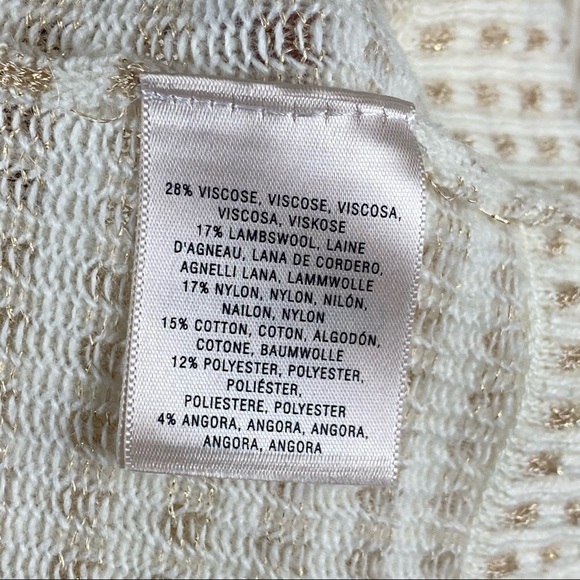 28% VISCOSE, VISCOSE, VISCOSA,
VISCOSA, VISKOSE
17% LAMBSWOOL, LAINE
D'AGNEAU, LANA DE CORDERO,
AGNELLI LANA, LAMMWOLLE
17% NYLON, NYLON, NILÓN,
NAILON, NYLON
15% COTTON, COTON, ALGODÓN,
COTONE, BAUMWOLLE
12% POLYESTER, POLYESTER,
POLIÉSTER,
POLIESTERE, POLYESTER
4% ANGORA, ANGORA, ANGORA,
ANGORA, ANGORA